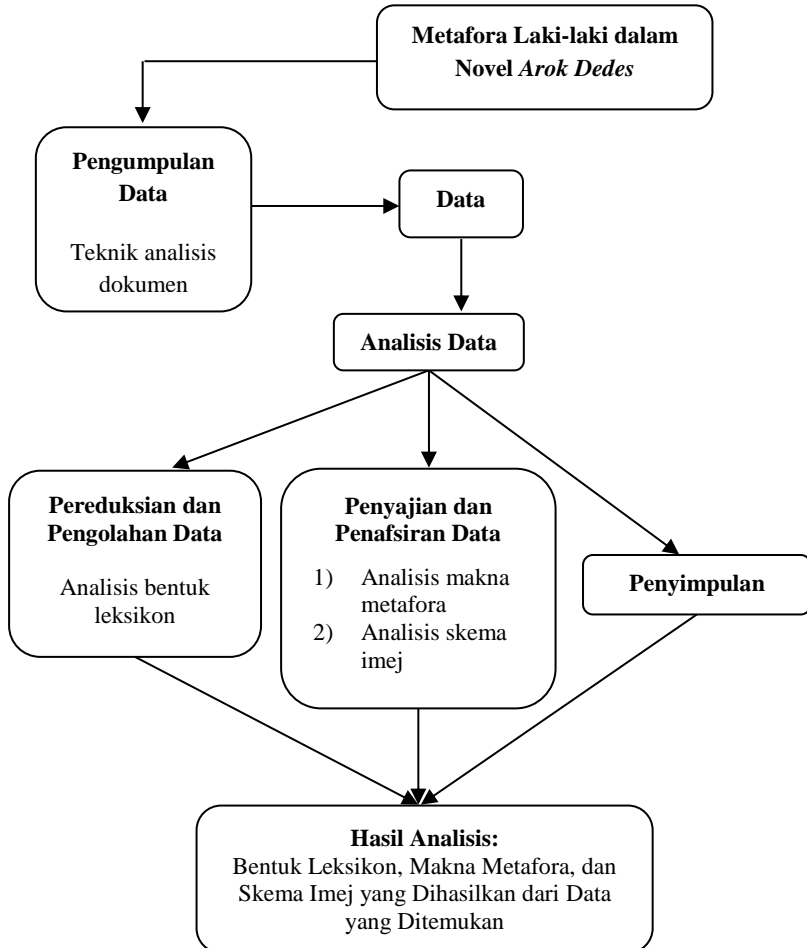 Metafora Laki-laki dalam
Novel Arok Dedes
Pengumpulan
Data
Teknik analisis
dokumen
Data
Analisis Data
Pereduksian dan
Pengolahan Data
Analisis bentuk
leksikon
Penyajian dan
Penafsiran Data
1) Analisis makna
metafora
2) Analisis skema
imej
Penyimpulan
Hasil Analisis:
Bentuk Leksikon, Makna Metafora, dan
Skema Imej yang Dihasilkan dari Data
yang Ditemukan